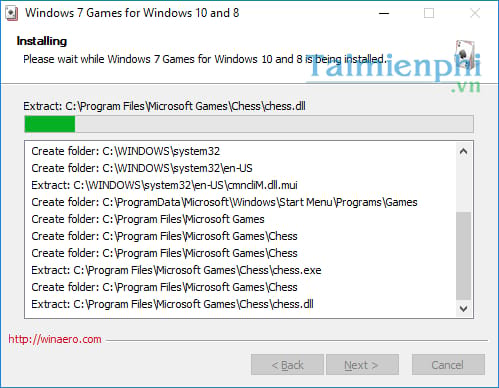 Windows 7 Games for Windows 10 and 8
Installing
Please wait while Windows 7 Games for Windows 10 and 8 is being installed.
Taimienphi
.vn
Extract: C:\Program Files\Microsoft Games\Chess\chess.dll
Create folder: C:\WINDOWS\system32
Create folder: C:\WINDOWS\system32\en-US
Extract: C:\WINDOWS\system32\en-US\cmncliM.dll.mui
Create folder: C:\ProgramData\Microsoft\Windows\Start Menu\Programs\Games
Create folder: C:\Program Files\Microsoft Games
Create folder: C:\Program Files\Microsoft Games\Chess
Create folder: C:\Program Files\Microsoft Games\Chess
Extract: C:\Program Files\Microsoft Games\Chess\chess.exe
Create folder: C:\Program Files\Microsoft Games\Chess
Extract: C:\Program Files\Microsoft Games\Chess\chess.dll
http://winaero.com
< Back
Next >
Cancel